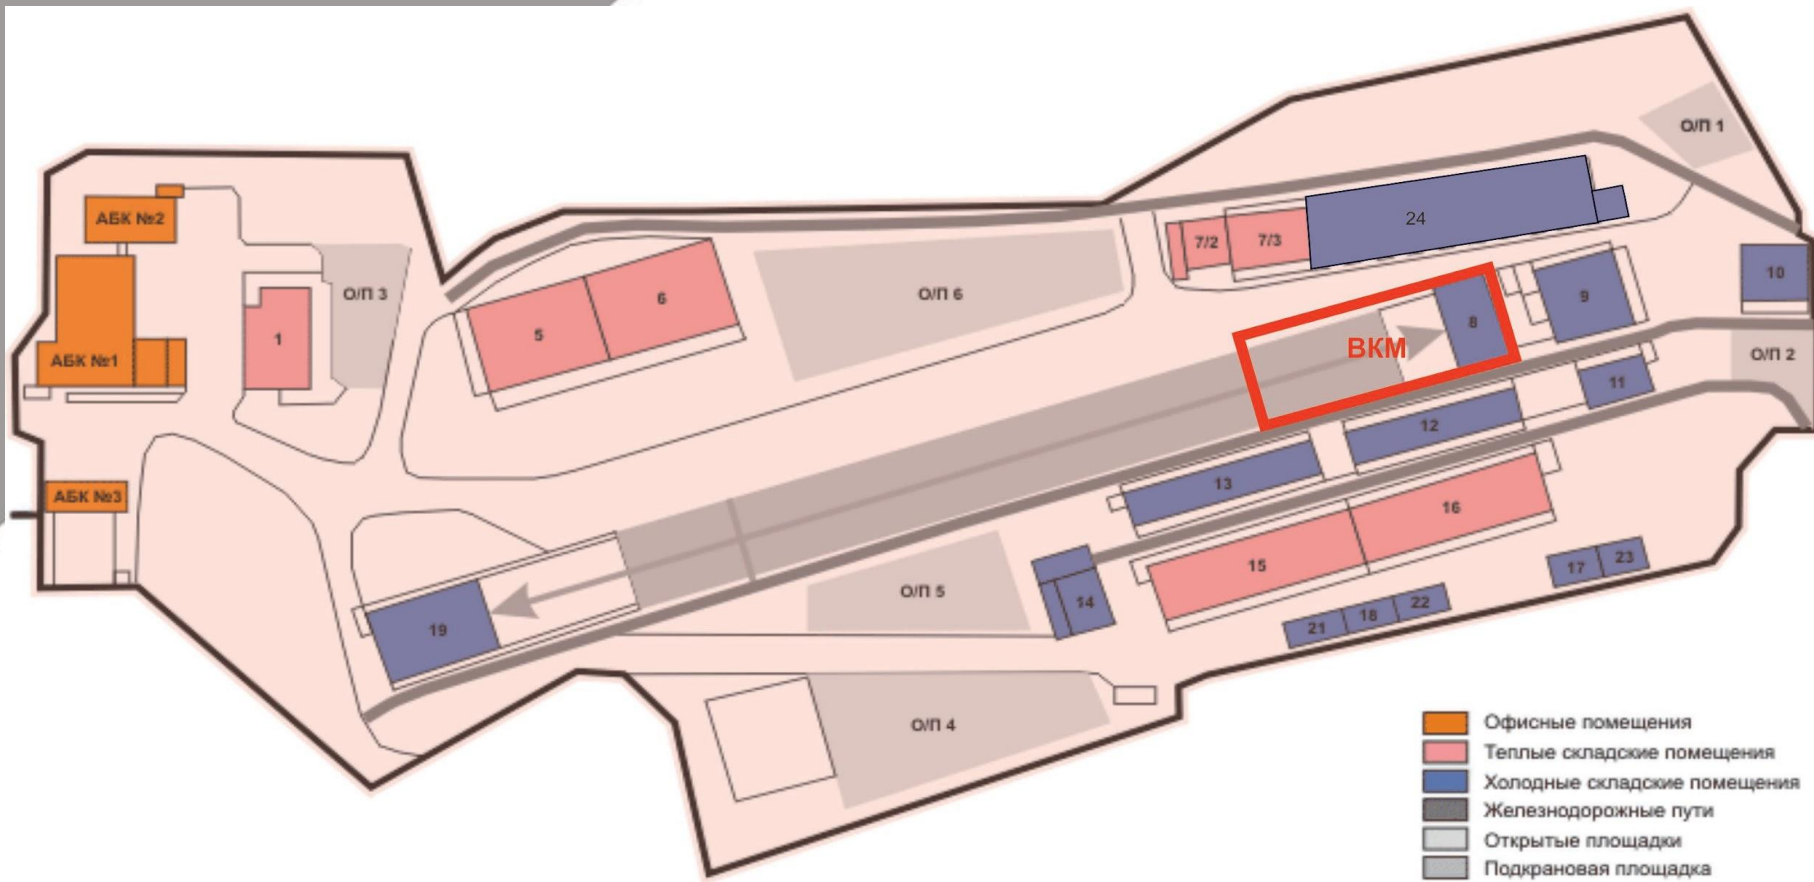 О/П 1
АБК №2
24
7/2
7/3
10
О/П 3
6
О/П 6
9
1
5
8
ВКМ
О/П 2
АБК №1
11
12
13
АБК №3
16
15
О/П 5
14
17
23
19
21
18
22
О/П 4
Офисные помещения
Теплые складские помещения
Холодные складские помещения
Железнодорожные пути
Открытые площадки
Подкрановая площадка